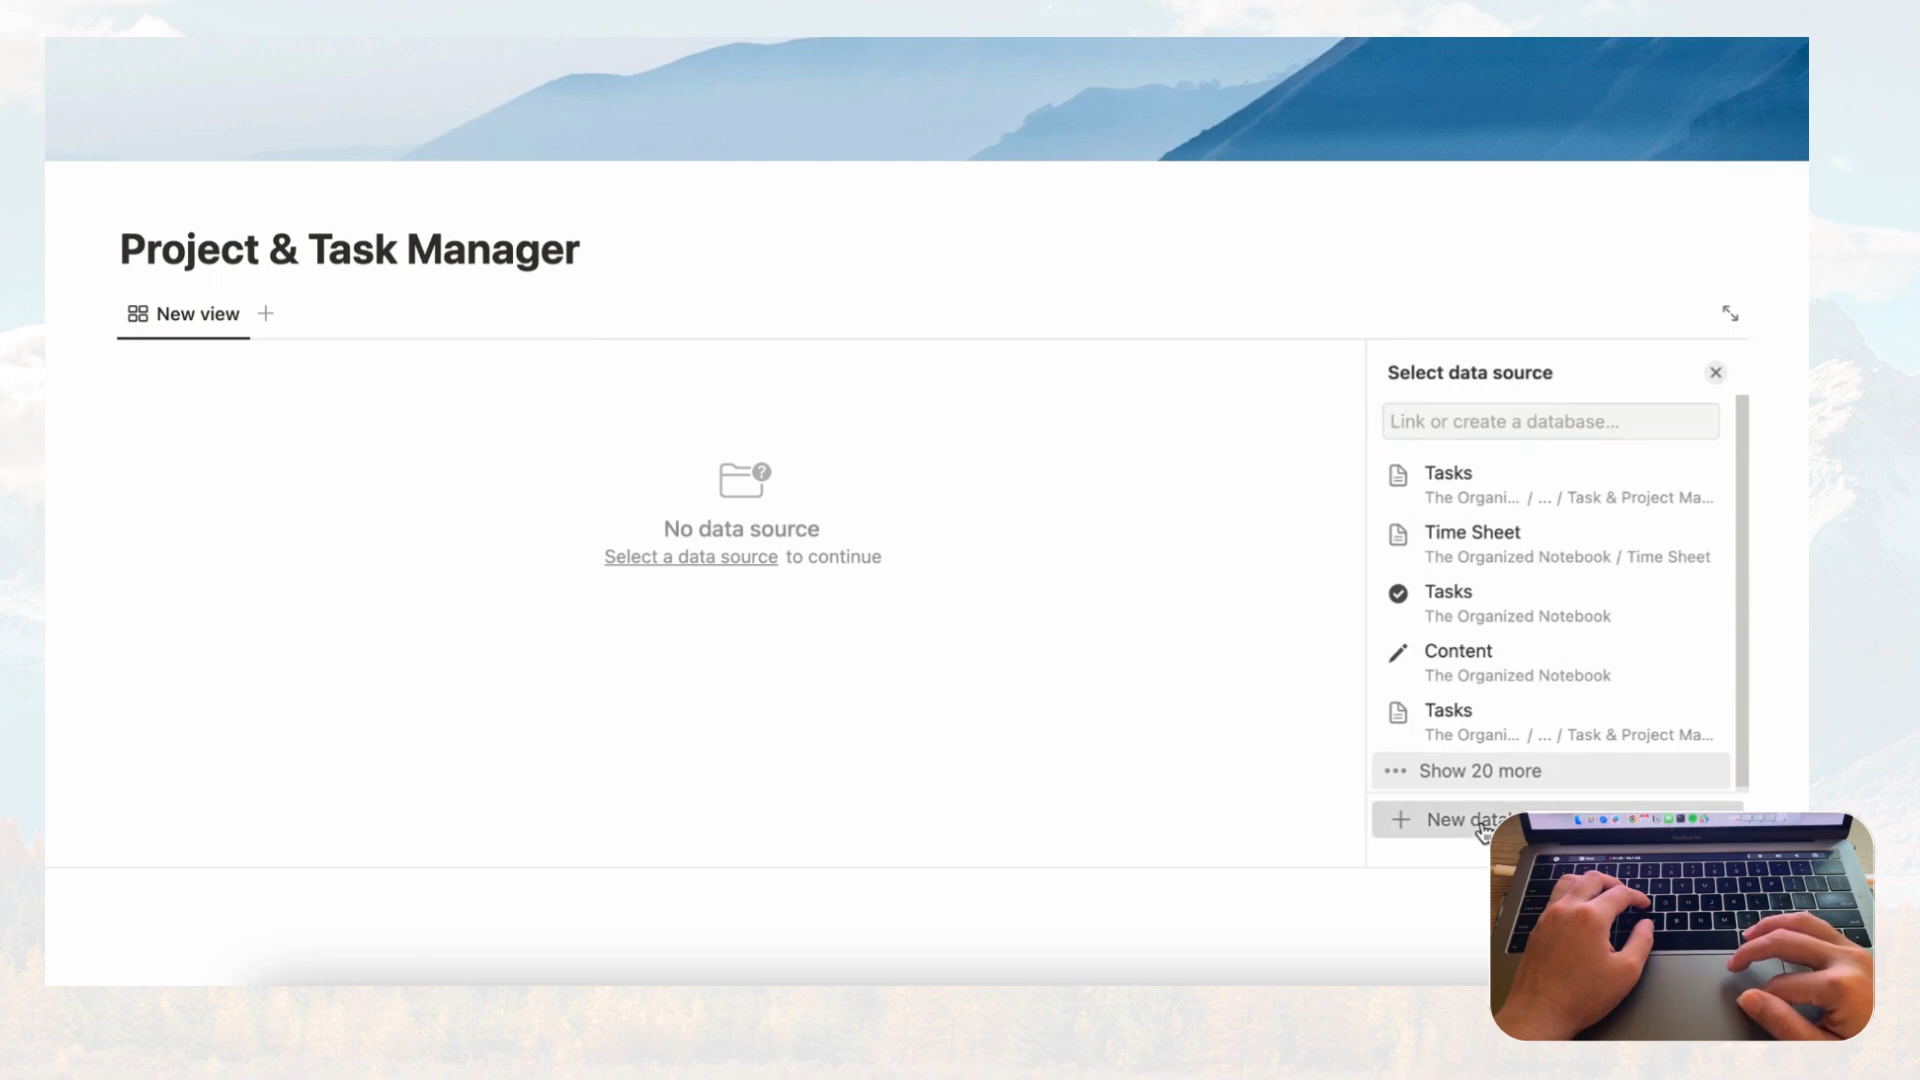 Project & Task Manager
New view
Select data source
Link or create a database...
Tasks
The Organi... / ... / Task & Project Ma...
Time Sheet
The Organized Notebook / Time Sheet
Tasks
The Organized Notebook
Content
The Organized Notebook
Tasks
The Organi... / ... / Task & Project Ma...
Show 20 more
New
?
No data source
Select a data source to continue